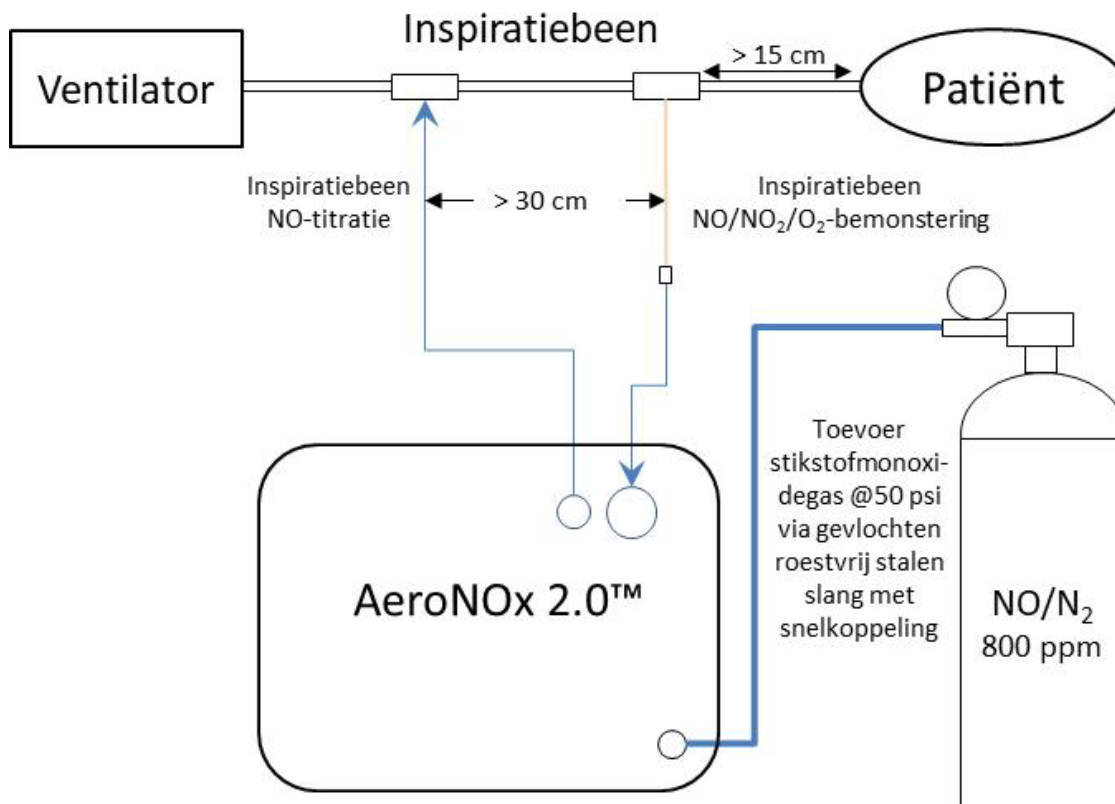 Inspiratiebeen
Ventilator
> 15 cm
Patiënt
Inspiratiebeen
NO-titratie
> 30 cm
Inspiratiebeen
NO/NO₂/O₂-bemonstering
Toevoer
stikstofmonoxi-
degas @50 psi
via gevlochten
roestvrij stalen
slang met
snelkoppeling
AeroNOx 2.0™
NO/N₂
800 ppm